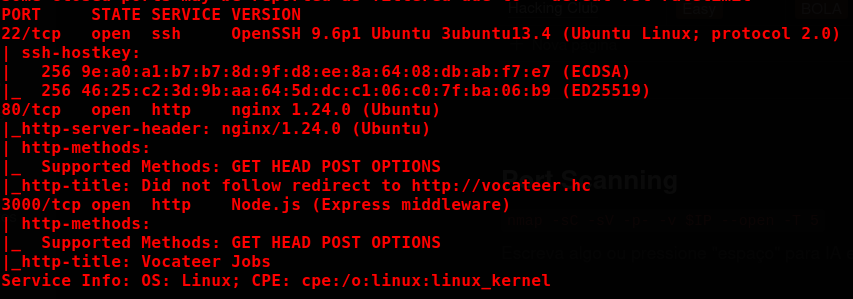 BOLA
PORT     STATE SERVICE VERSION
22/tcp   open  ssh     OpenSSH 9.6p1 Ubuntu 3ubuntu13.4 (Ubuntu Linux; protocol 2.0)
| ssh-hostkey:
|   256 9e:a0:a1:b7:b7:8d:9f:d8:ee:8a:64:08:db:ab:f7:e7 (ECDSA)
|_  256 46:25:c2:3d:9b:aa:64:5d:dc:c1:06:c0:7f:ba:06:b9 (ED25519)
80/tcp   open  http    nginx 1.24.0 (Ubuntu)
|_http-server-header: nginx/1.24.0 (Ubuntu)
| http-methods:
|_  Supported Methods: GET HEAD POST OPTIONS
Port Scanning
|_http-title: Did not follow redirect to http://vocateer.hc
3000/tcp open  http    Node.js (Express middleware)
| http-methods:
|_  Supported Methods: GET HEAD POST OPTIONS
|_http-title: Vocateer Jobs
Service Info: OS: Linux; CPE: cpe:/o:linux:linux_kernel